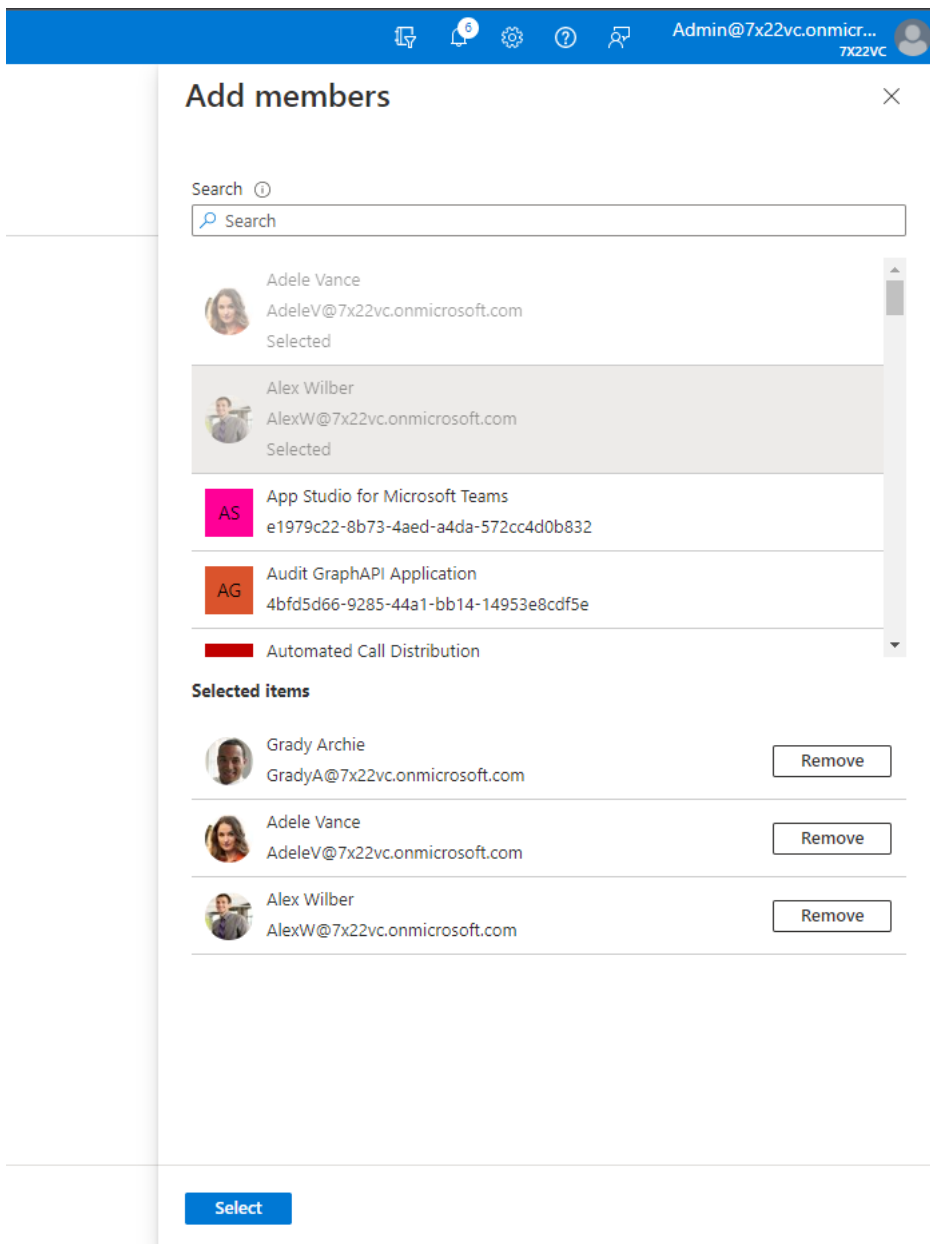 6
Admin@7x22vc.onmicr...
7X22VC
Add members
Search
Search
Adele Vance
AdeleV@7x22vc.onmicrosoft.com
Selected
Alex Wilber
AlexW@7x22vc.onmicrosoft.com
Selected
AS
App Studio for Microsoft Teams
e1979c22-8b73-4aed-a4da-572cc4d0b832
AG
Audit GraphAPI Application
4bfd5d66-9285-44a1-bb14-14953e8cdf5e
Automated Call Distribution
Selected items
Grady Archie
GradyA@7x22vc.onmicrosoft.com
Remove
Adele Vance
AdeleV@7x22vc.onmicrosoft.com
Remove
Alex Wilber
AlexW@7x22vc.onmicrosoft.com
Remove
Select